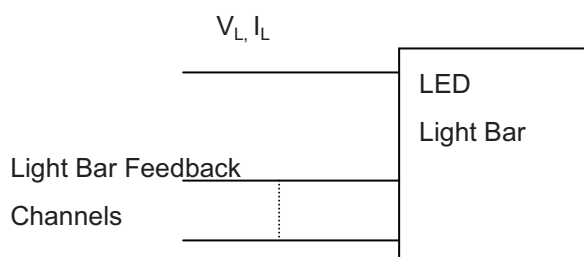 V_L, I_L
LED
Light Bar
Light Bar Feedback
Channels